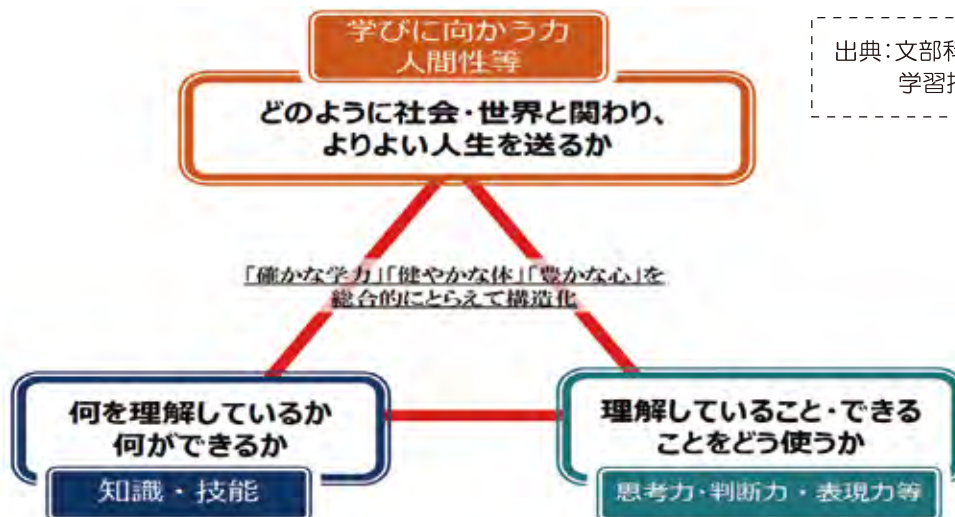 学びに向かう力
人間性等
どのように社会・世界と関わり、
よりよい人生を送るか
出典:文部科
学習指
「確かな学力」「健やかな体」「豊かな心」を
総合的にとらえて構造化
何を理解しているか
何ができるか
知識・技能
理解していること・できる
ことをどう使うか
思考力・判断力・表現力等